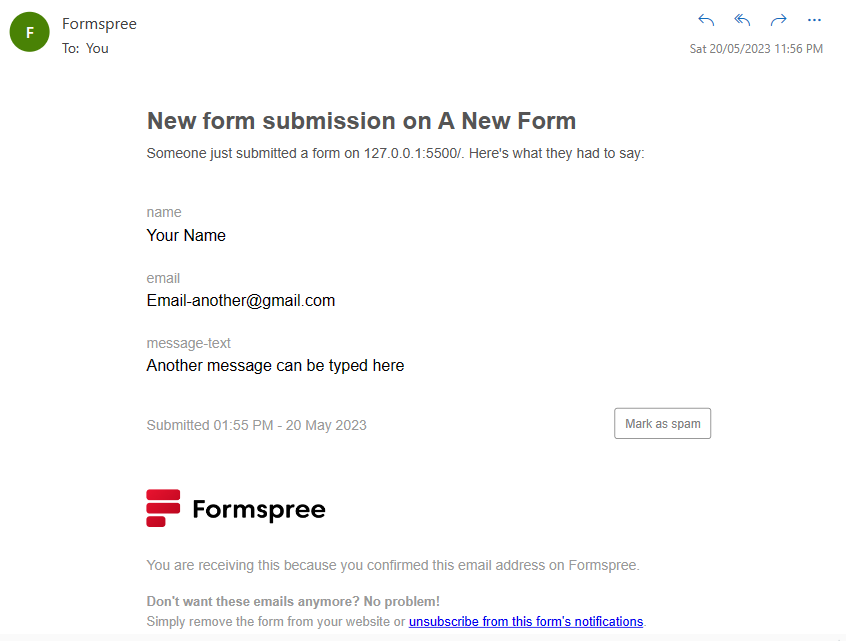 F
Formspree
To: You
Sat 20/05/2023 11:56 PM
New form submission on A New Form
Someone just submitted a form on 127.0.0.1:5500/. Here's what they had to say:
name
Your Name
email
Email-another@gmail.com
message-text
Another message can be typed here
Submitted 01:55 PM - 20 May 2023
Mark as spam
Formspree
You are receiving this because you confirmed this email address on Formspree.
Don't want these emails anymore? No problem!
Simply remove the form from your website or unsubscribe from this form's notifications.